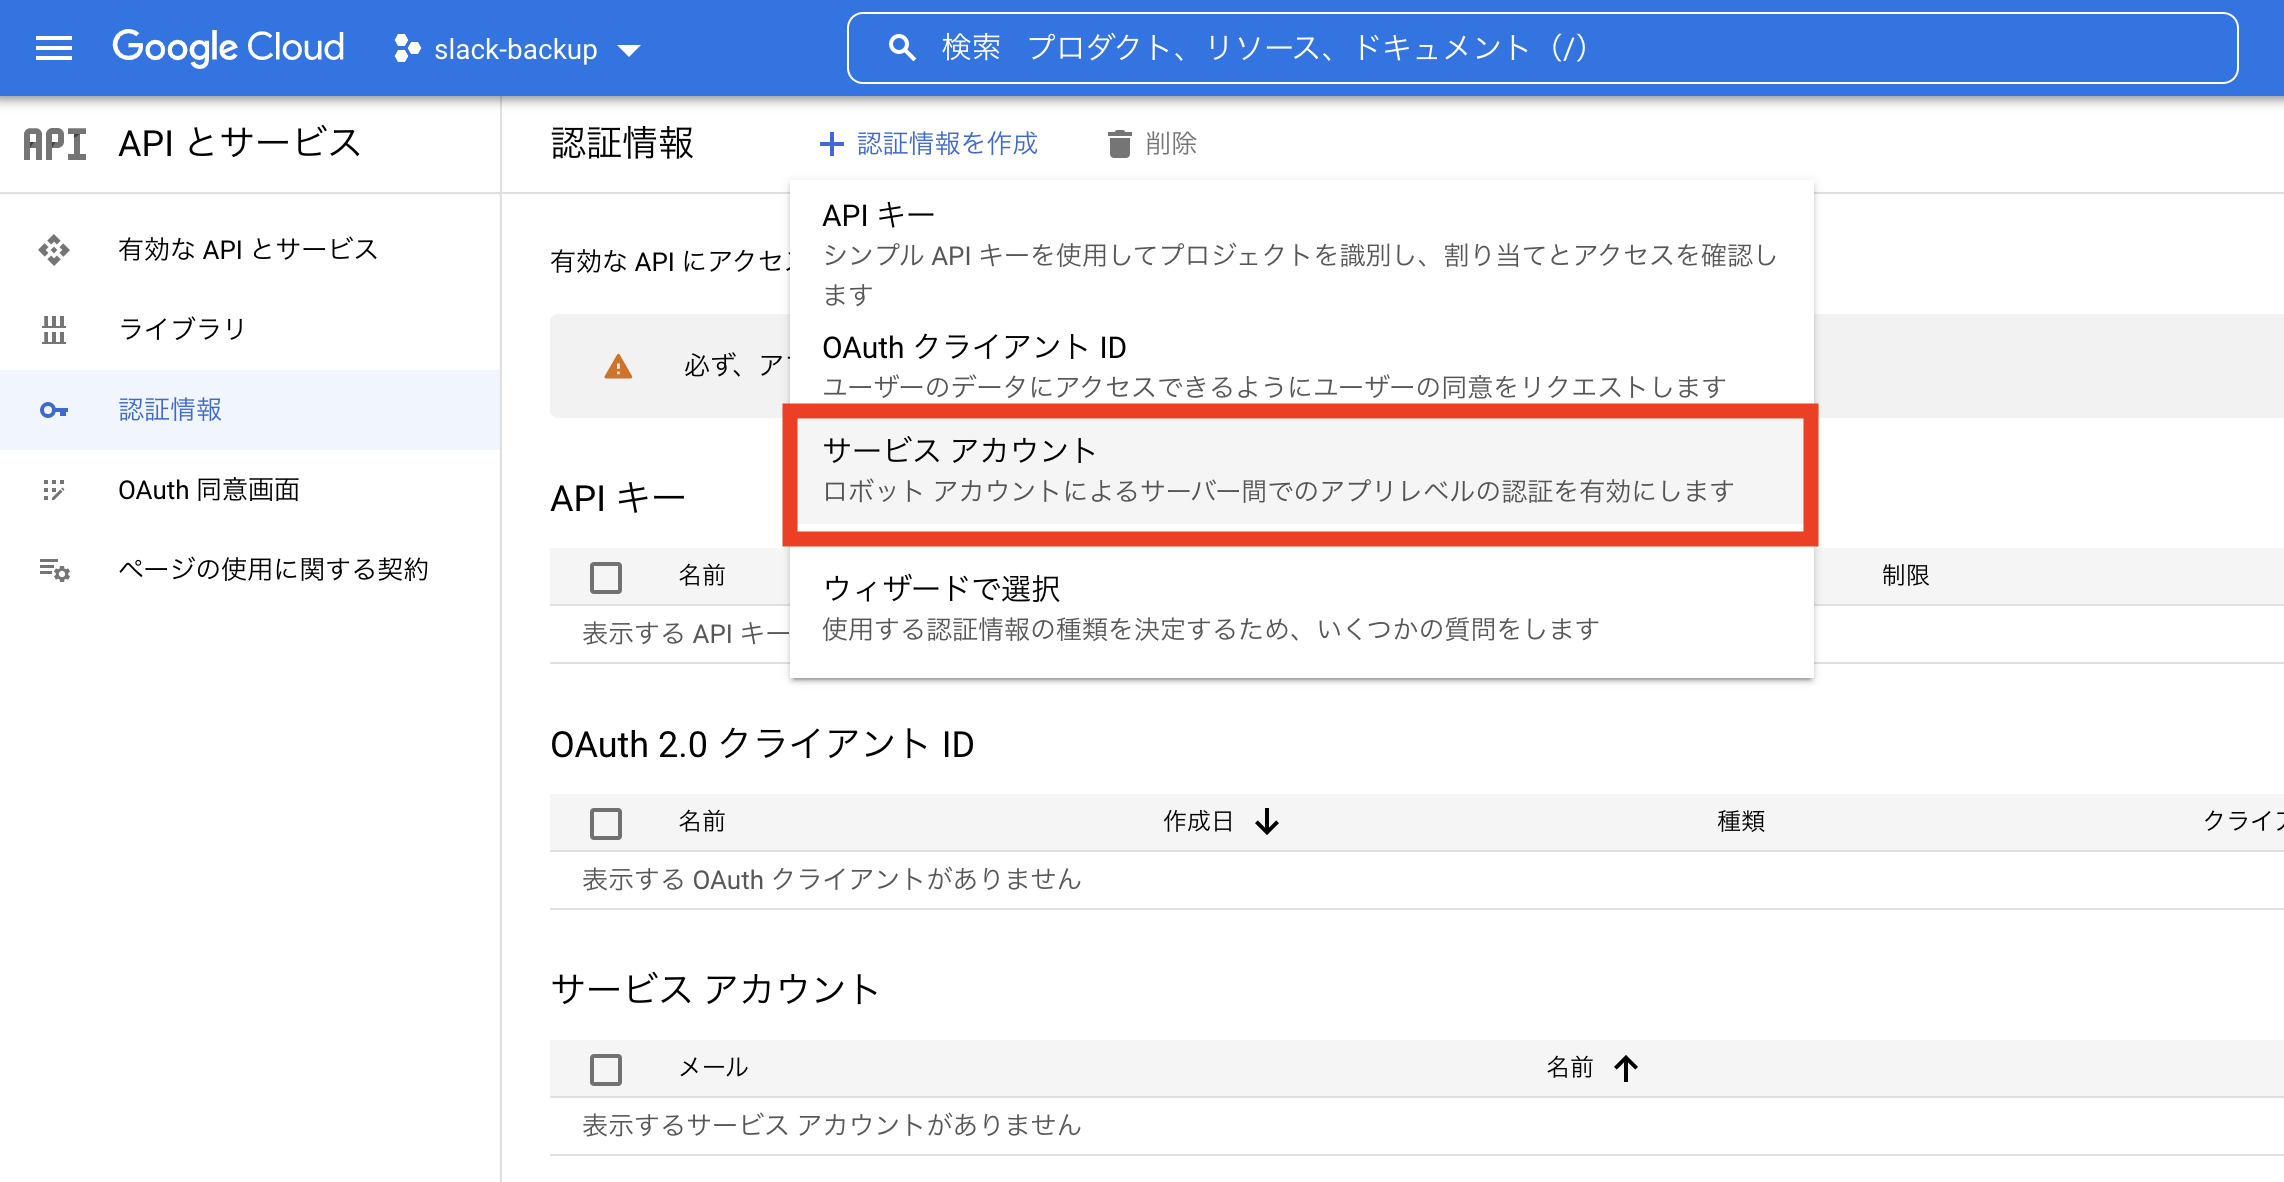 Google Cloud slack-backup 検索 プロダクト、リソース、ドキュメント (/)
API API とサービス
認証情報 + 認証情報を作成 削除
有効な API とサービス
ライブラリ
認証情報
OAuth 同意画面
ページの使用に関する契約
有効な API にアクセス
必ず、ア
API キー
シンプル API キーを使用してプロジェクトを識別し、割り当てとアクセスを確認し
ます
OAuth クライアント ID
ユーザーのデータにアクセスできるようにユーザーの同意をリクエストします
サービス アカウント
ロボット アカウントによるサーバー間でのアプリレベルの認証を有効にします
ウィザードで選択
使用する認証情報の種類を決定するため、いくつかの質問をします
API キー
名前 制限
表示する API キー
OAuth 2.0 クライアント ID
名前 作成日 種類 クライ
表示する OAuth クライアントがありません
サービス アカウント
メール 名前
表示するサービス アカウントがありません